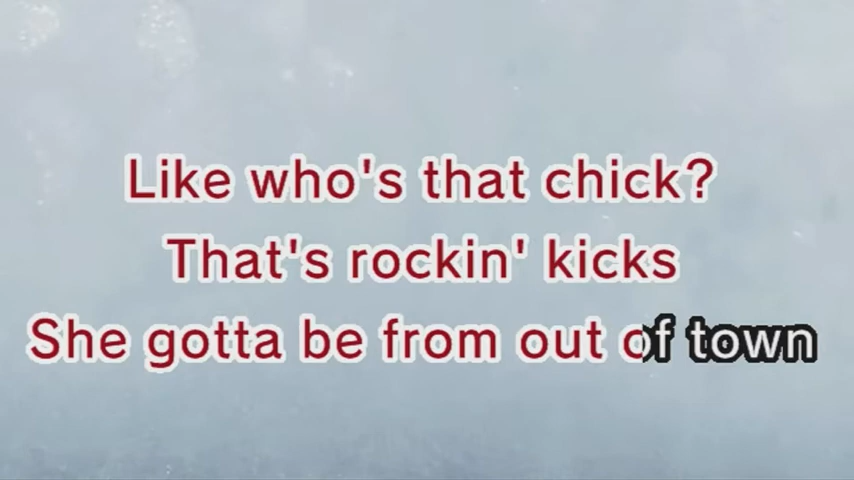 Like who's that chick?
That's rockin' kicks
She gotta be from out of town